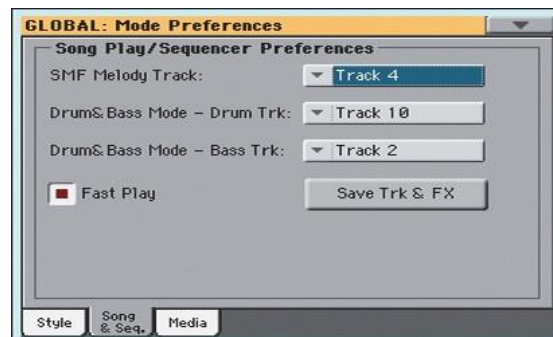 GLOBAL: Mode Preferences
Song Play/Sequencer Preferences
SMF Melody Track: Track 4
Drum&Bass Mode - Drum Trk: Track 10
Drum&Bass Mode - Bass Trk: Track 2
Fast Play Save Trk & FX
Style Song & Seq. Media